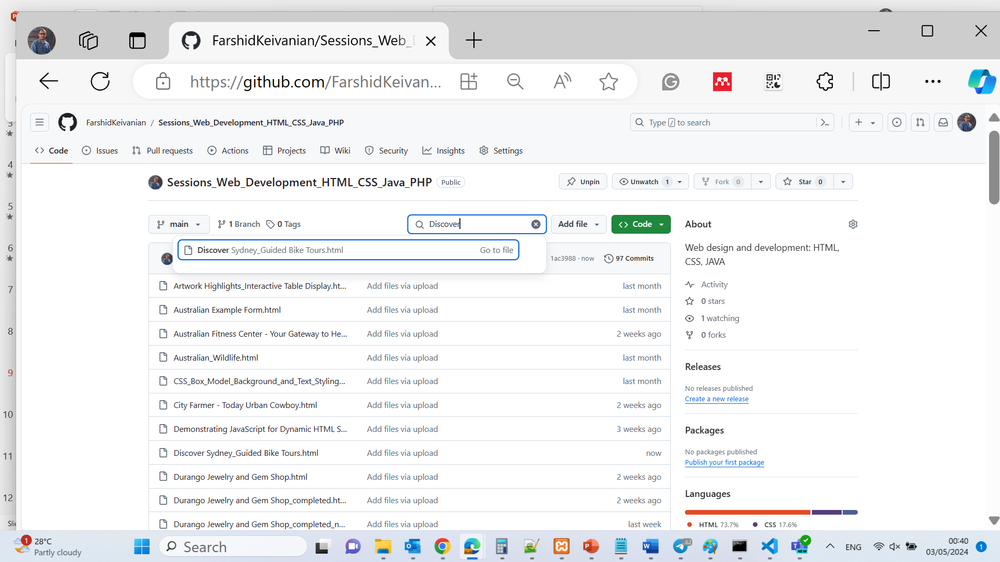 FarshidKeivanian/Sessions_Web_
https://github.com/FarshidKeivan...
FarshidKeivanian / Sessions_Web_Development_HTML_CSS_Java_PHP
Type / to search
Code Issues Pull requests Actions Projects Wiki Security Insights Settings
Sessions_Web_Development_HTML_CSS_Java_PHP Public
Unpin Unwatch 1 Fork 0 Star 0
main 1 Branch 0 Tags Discover Add file Code
Discover Sydney_Guided Bike Tours.html Go to file
1ac3988 · now 97 Commits
Artwork Highlights_Interactive Table Display.ht... Add files via upload last month
Australian Example Form.html Add files via upload last month
Australian Fitness Center - Your Gateway to He... Add files via upload 2 weeks ago
Australian_Wildlife.html Add files via upload last month
CSS_Box_Model_Background_and_Text_Styling... Add files via upload last month
City Farmer - Today Urban Cowboy.html Add files via upload 2 weeks ago
Demonstrating JavaScript for Dynamic HTML S... Add files via upload 3 weeks ago
Discover Sydney_Guided Bike Tours.html Add files via upload now
Durango Jewelry and Gem Shop.html Add files via upload 2 weeks ago
Durango Jewelry and Gem Shop_completed.ht... Add files via upload 2 weeks ago
Durango Jewelry and Gem Shop_completed_n... Add files via upload last week
About
Web design and development: HTML,
CSS, JAVA
Activity
0 stars
1 watching
0 forks
Releases
No releases published
Create a new release
Packages
No packages published
Publish your first package
Languages
HTML 73.7% CSS 17.6%
3
4
5
6
7
8
9
10
11
12
1
28°C
Partly cloudy
Search
62
NEW
ENG
00:40
03/05/2024
1